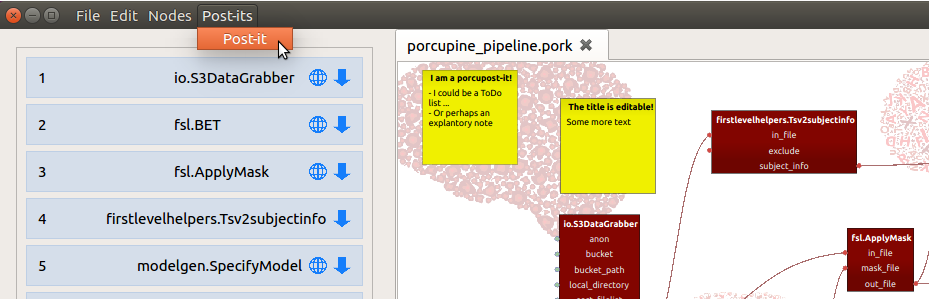 File Edit Nodes Post-its
Post-it
1 io.S3DataGrabber
2 fsl.BET
3 fsl.ApplyMask
4 firstlevelhelpers.Tsv2subjectinfo
5 modelgen.SpecifyModel
porcupine_pipeline.pork
I am a porcupost-it!
- I could be a ToDo
list ...
- Or perhaps an
explantory note
The title is editable!
Some more text
firstlevelhelpers.Tsv2subjectinfo
in_file
exclude
subject_info
io.S3DataGrabber
anon
bucket
bucket_path
local_directory
fsl.ApplyMask
in_file
mask_file
out_file